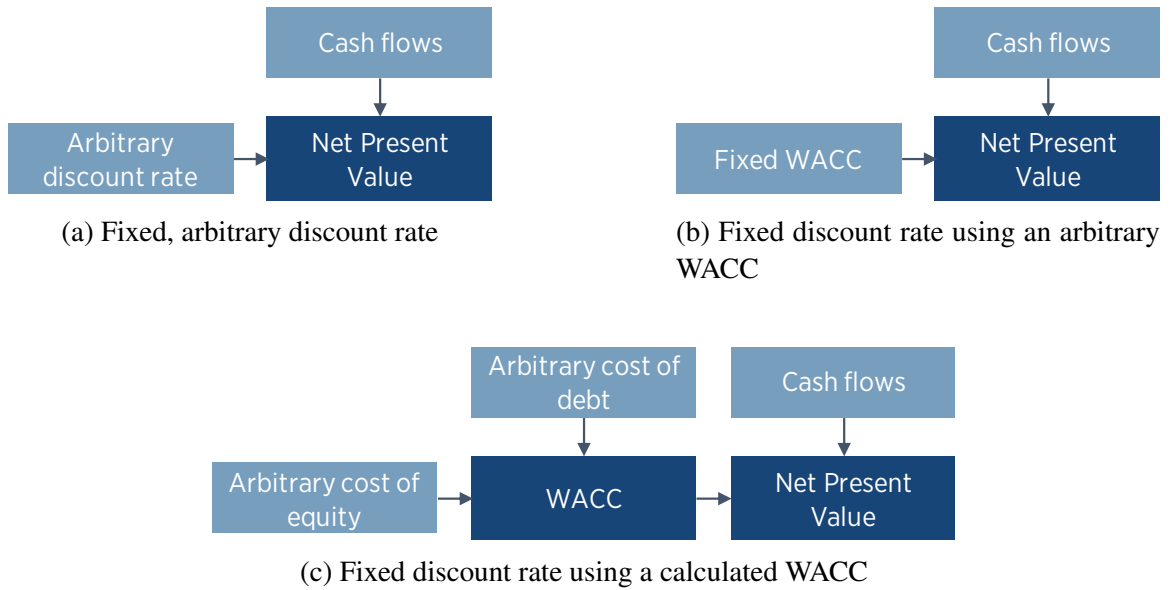 Cash flows
Arbitrary
discount rate
Net Present
Value
(a) Fixed, arbitrary discount rate
Cash flows
Fixed WACC
Net Present
Value
(b) Fixed discount rate using an arbitrary
WACC
Arbitrary cost of
debt
Cash flows
Arbitrary cost of
equity
WACC
Net Present
Value
(c) Fixed discount rate using a calculated WACC